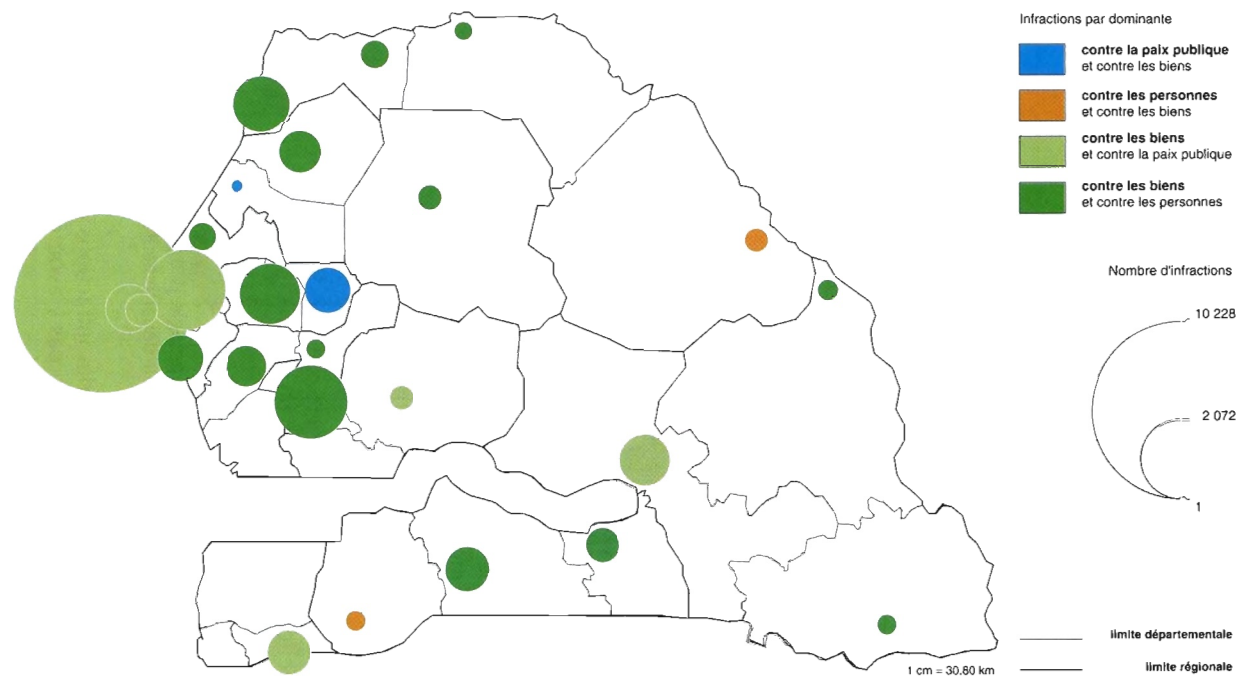 Infractions par dominante
contre la paix publique
et contre les biens
contre les personnes
et contre les biens
contre les biens
et contre la paix publique
contre les biens
et contre les personnes
Nombre d'infractions
10 228
2 072
1
limite départementale
1 cm = 30.80 km
limite régionale